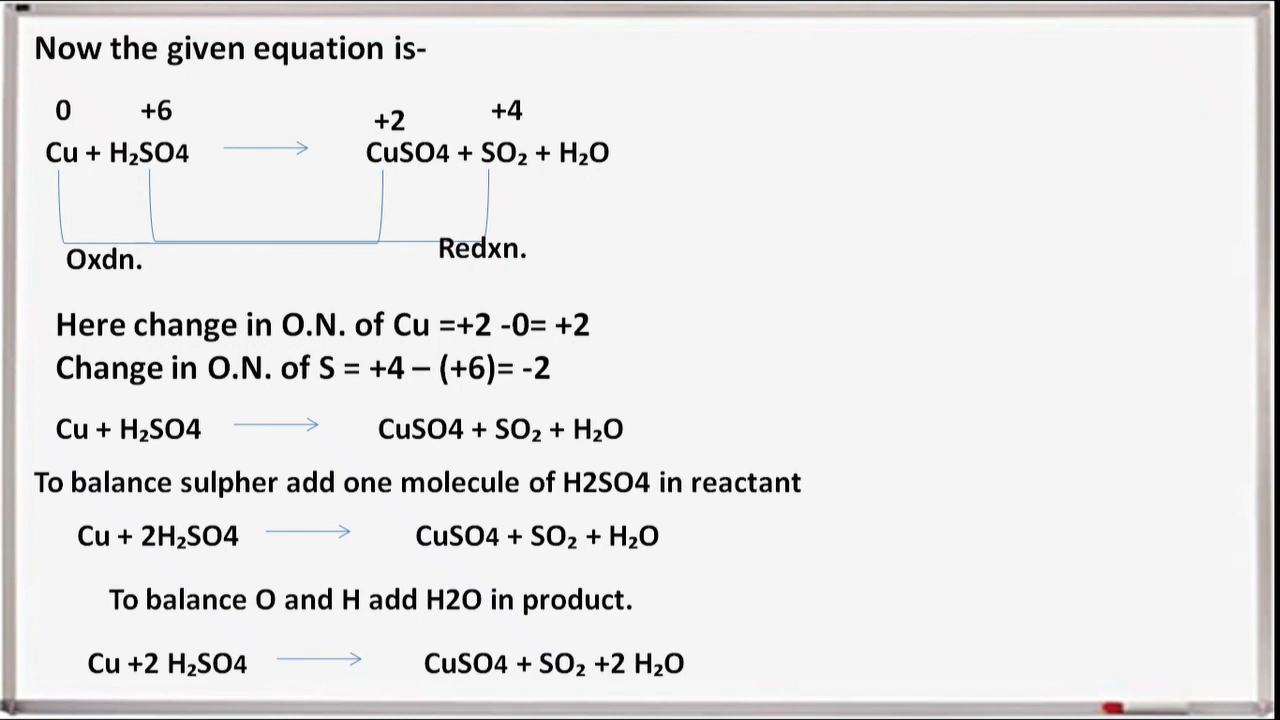 Now the given equation is-
0 +6 +2 +4
Cu + H₂SO4 → CuSO4 + SO₂ + H₂O
Oxdn. Redxn.
Here change in O.N. of Cu =+2 -0= +2
Change in O.N. of S = +4 – (+6)= -2
Cu + H₂SO4 → CuSO4 + SO₂ + H₂O
To balance sulpher add one molecule of H2SO4 in reactant
Cu + 2H₂SO4 → CuSO4 + SO₂ + H₂O
To balance O and H add H2O in product.
Cu +2 H₂SO4 → CuSO4 + SO₂ +2 H₂O